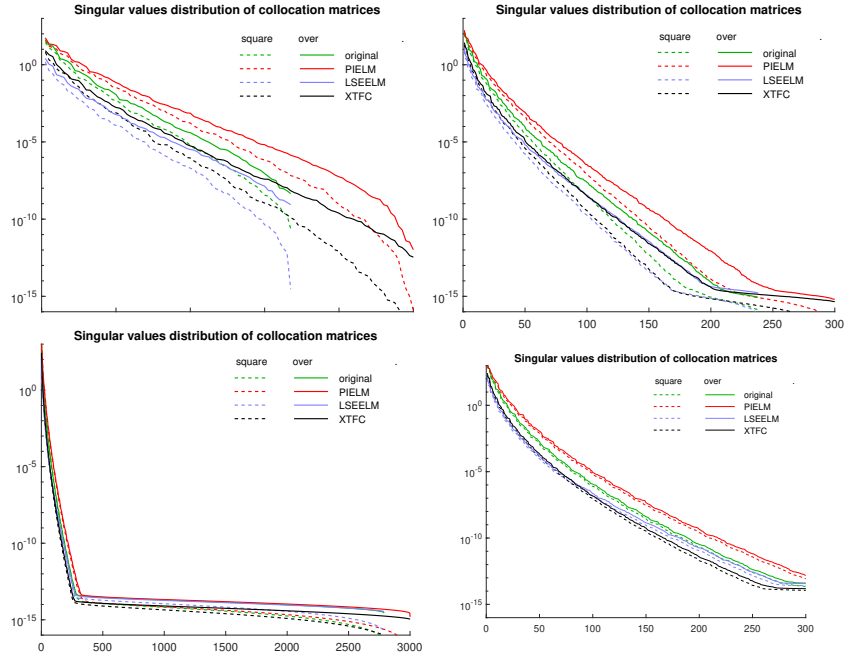 Singular values distribution of collocation matrices
square over
original
PIELM
LSEELM
XTFC
10^0
10^-5
10^-10
10^-15
Singular values distribution of collocation matrices
square over
original
PIELM
LSEELM
XTFC
10^0
10^-5
10^-10
10^-15
0 50 100 150 200 250 300
Singular values distribution of collocation matrices
square over
original
PIELM
LSEELM
XTFC
10^0
10^-5
10^-10
10^-15
0 500 1000 1500 2000 2500 3000
Singular values distribution of collocation matrices
square over
original
PIELM
LSEELM
XTFC
10^0
10^-5
10^-10
10^-15
0 50 100 150 200 250 300